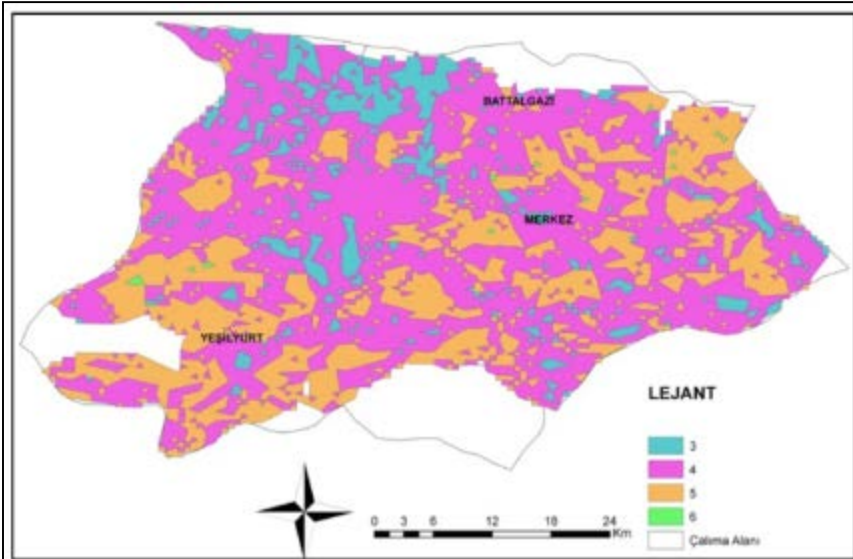 BATTALGAZİ
MERKEZ
YEŞİLYURT
LEJANT
3
4
5
6
Çalıma Alanı
0 3 6 12 18 24
Km